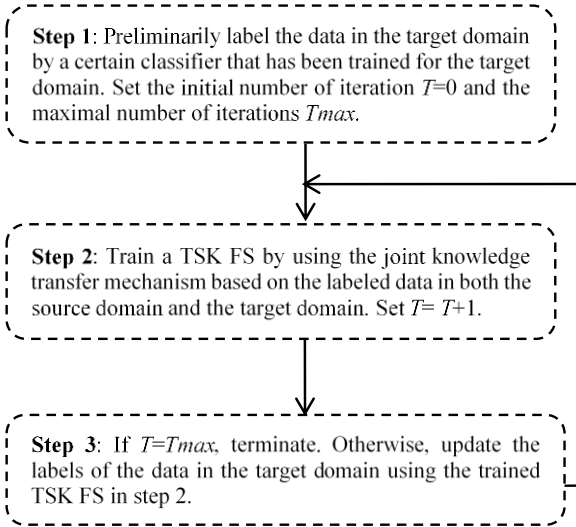 Step 1: Preliminarily label the data in the target domain
by a certain classifier that has been trained for the target
domain. Set the initial number of iteration T=0 and the
maximal number of iterations Tmax.
Step 2: Train a TSK FS by using the joint knowledge
transfer mechanism based on the labeled data in both the
source domain and the target domain. Set T= T+1.
Step 3: If T=Tmax, terminate. Otherwise, update the
labels of the data in the target domain using the trained
TSK FS in step 2.